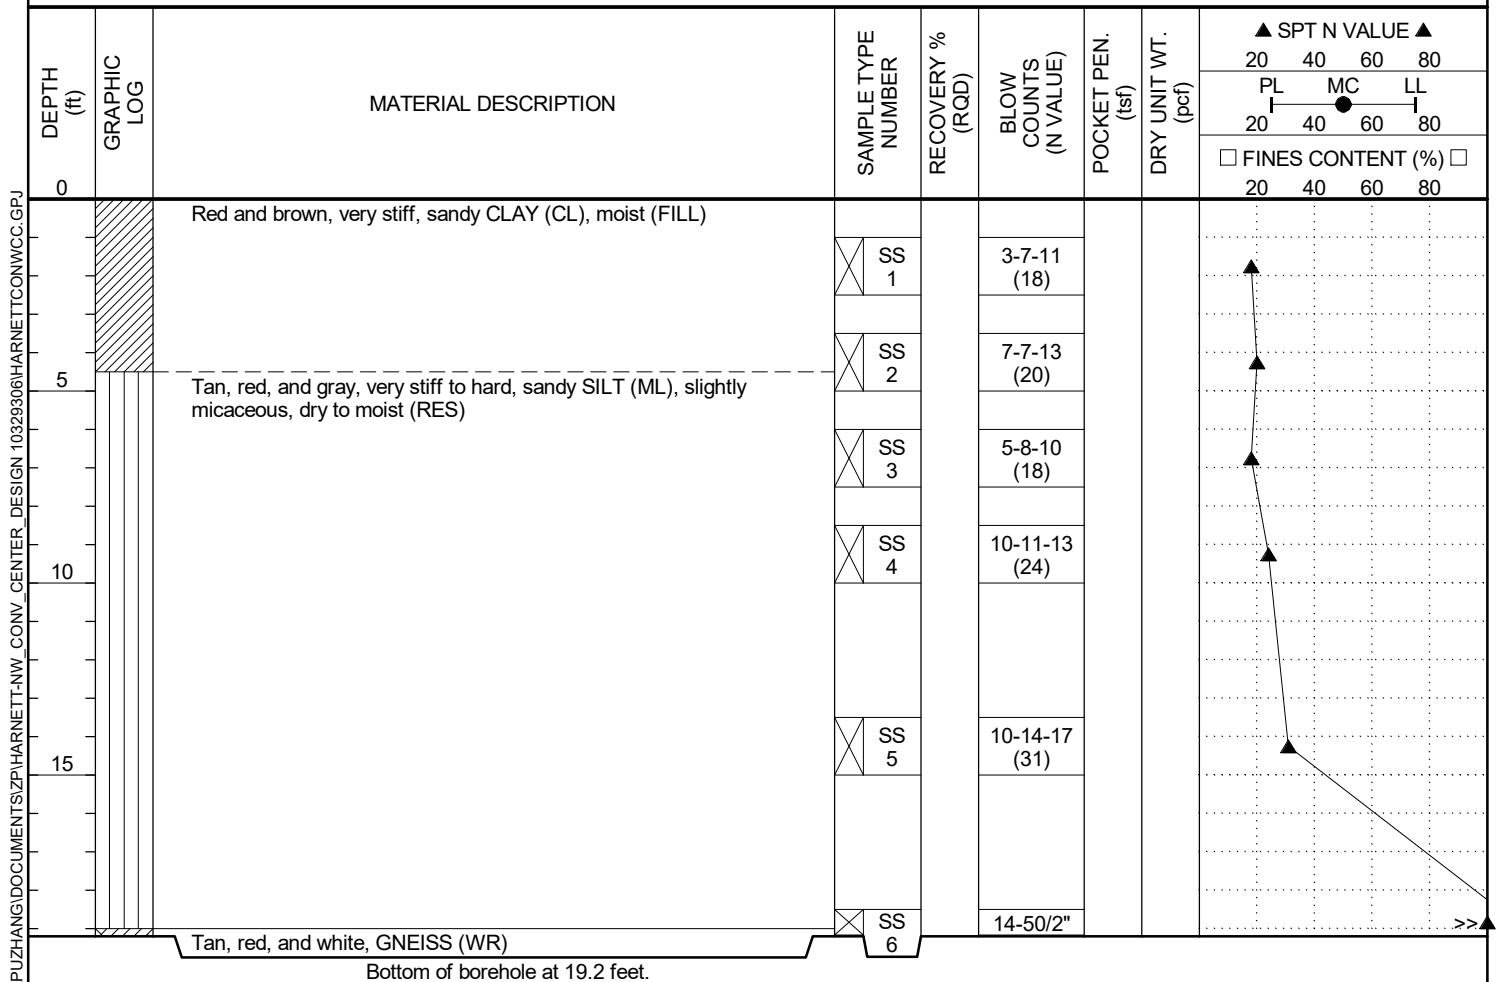 DEPTH
(ft)
GRAPHIC
LOG
MATERIAL DESCRIPTION
SAMPLE TYPE
NUMBER
RECOVERY %
(RQD)
BLOW
COUNTS
(N VALUE)
POCKET PEN.
(tsf)
DRY UNIT WT.
(pcf)
▲ SPT N VALUE ▲
20 40 60 80
PL MC LL
20 40 60 80
□ FINES CONTENT (%) □
20 40 60 80
0
Red and brown, very stiff, sandy CLAY (CL), moist (FILL)
SS
1
3-7-11
(18)
SS
2
7-7-13
(20)
5
Tan, red, and gray, very stiff to hard, sandy SILT (ML), slightly
micaceous, dry to moist (RES)
SS
3
5-8-10
(18)
SS
4
10-11-13
(24)
10
SS
5
10-14-17
(31)
15
SS
6
14-50/2"
>>
Tan, red, and white, GNEISS (WR)
Bottom of borehole at 19.2 feet.
PUZHANG\DOCUMENTS\ZP\HARNETT-NW_CONV_CENTER_DESIGN 10329306\HARNETTCONWCC.GPJ